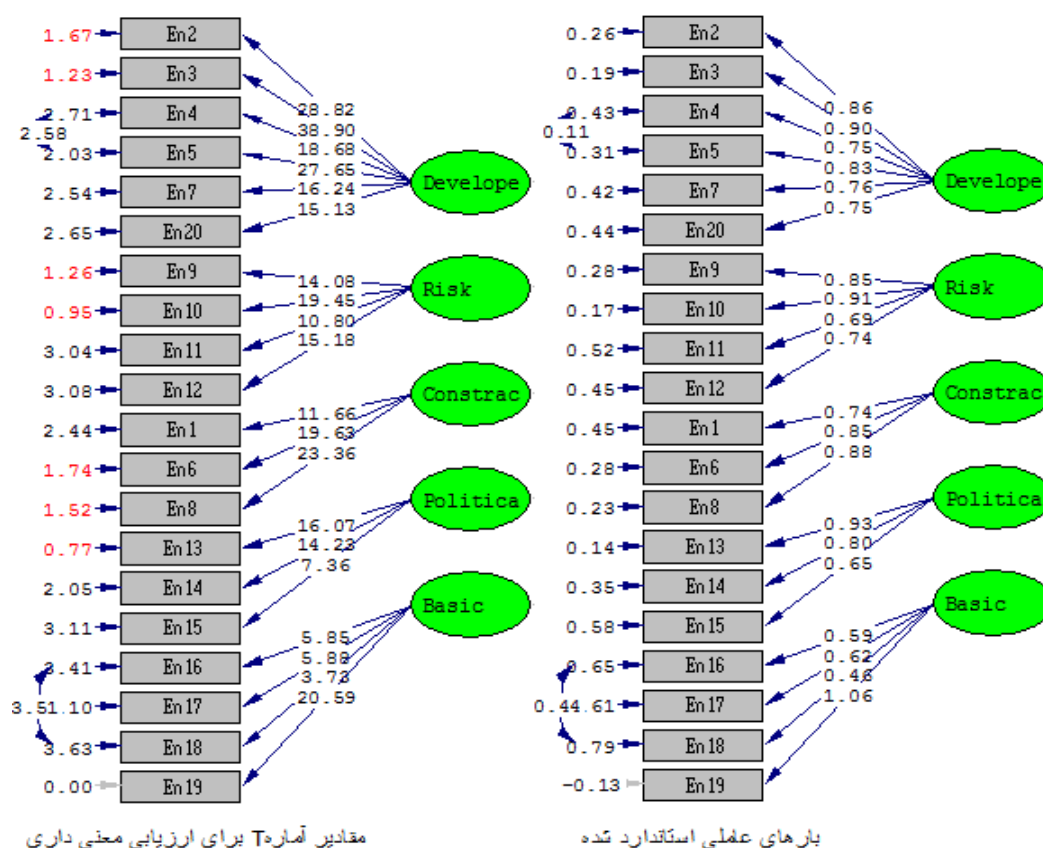 1.67 En2
1.23 En3
2.71 En4
2.58
2.03 En5
2.54 En7
2.65 En20
1.26 En9
0.95 En10
3.04 En11
3.08 En12
2.44 En1
1.74 En6
1.52 En8
0.77 En13
2.05 En14
3.11 En15
3.41 En16
3.51.10 En17
3.63 En18
0.00 En19
28.82
38.90
18.68
27.65
16.24
15.13
Develope
14.08
19.45
10.80
15.18
Risk
11.66
19.63
23.36
Constrac
16.07
14.23
7.36
Politica
5.85
5.88
3.73
20.59
Basic
مقادیر آمارهT برای ارزیابی معنی داری
0.26 En2
0.19 En3
0.43 En4
0.11
0.31 En5
0.42 En7
0.44 En20
0.28 En9
0.17 En10
0.52 En11
0.45 En12
0.45 En1
0.28 En6
0.23 En8
0.14 En13
0.35 En14
0.58 En15
0.65 En16
0.44.61 En17
0.79 En18
-0.13 En19
0.86
0.90
0.75
0.83
0.76
0.75
Develope
0.85
0.91
0.69
0.74
Risk
0.74
0.85
0.88
Constrac
0.93
0.80
0.65
Politica
0.59
0.62
0.46
1.06
Basic
بارهای عاملی استاندارد شده